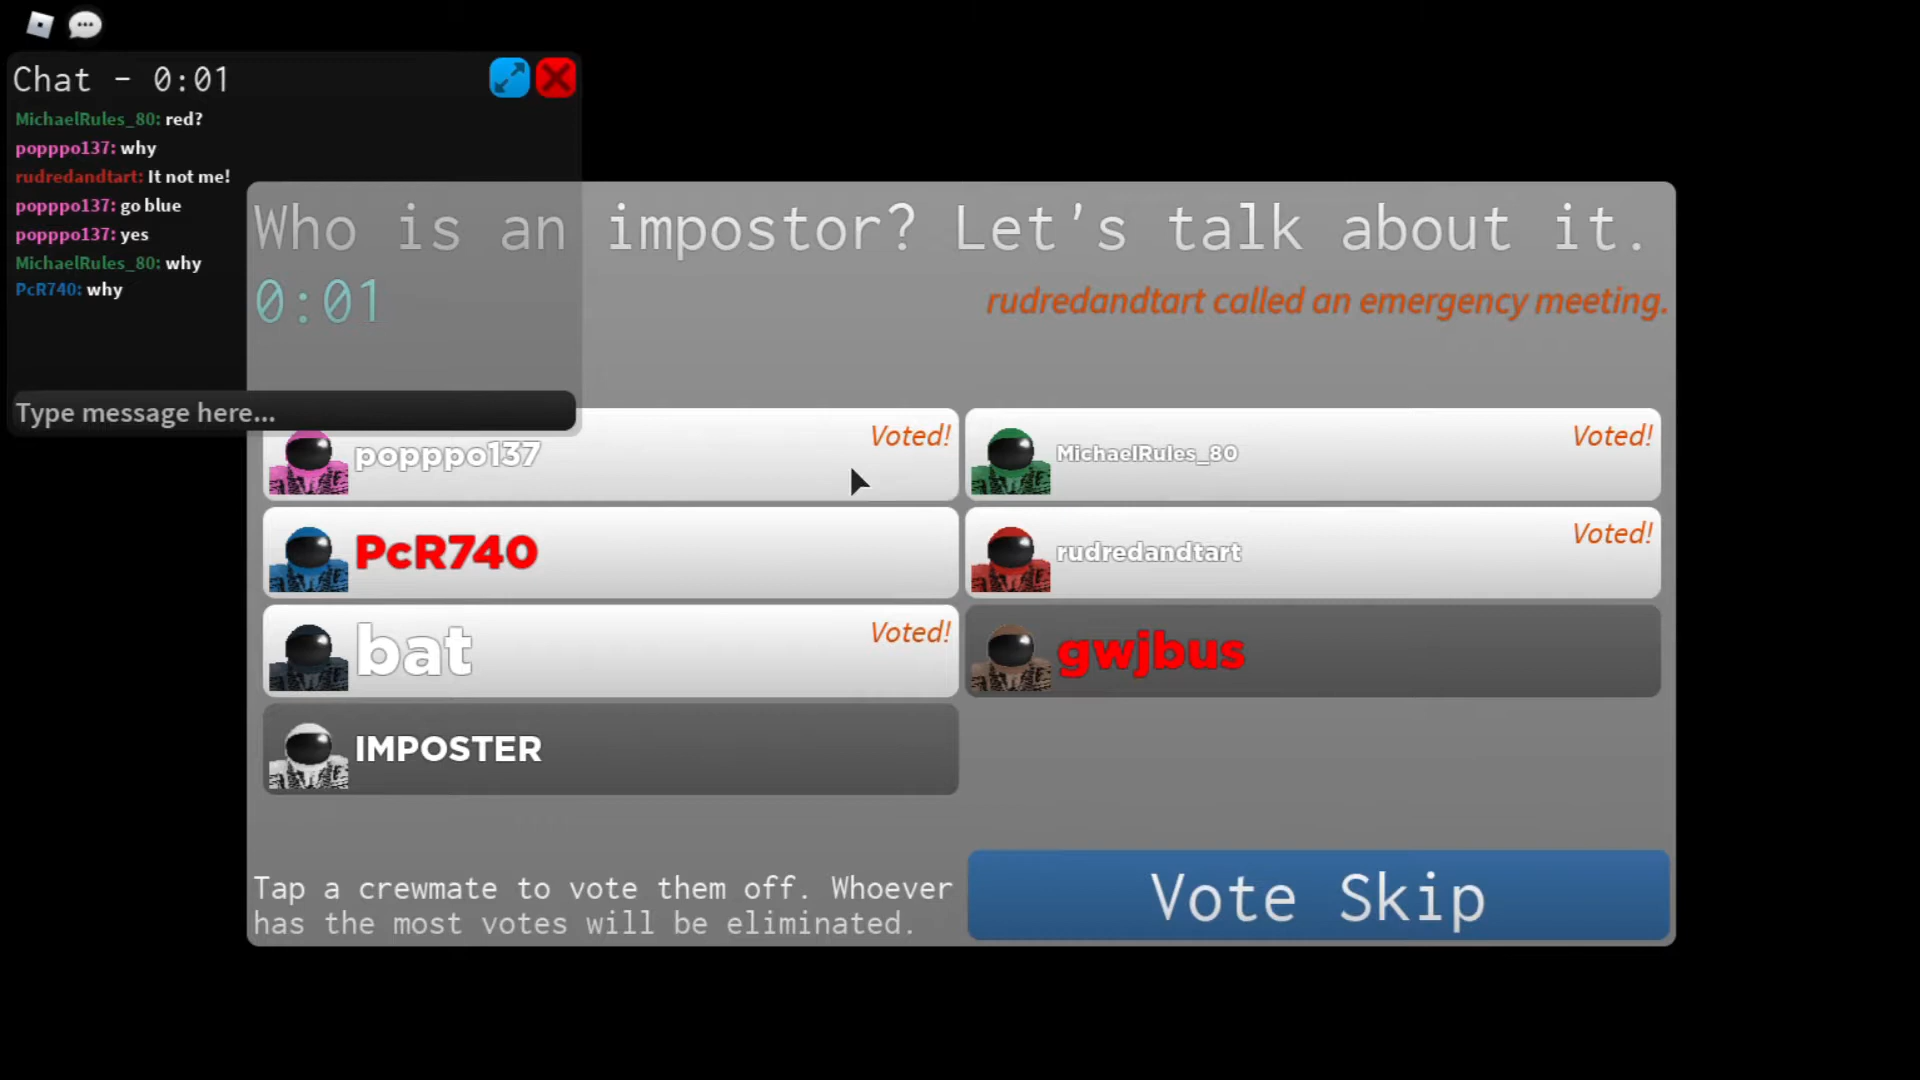 Chat - 0:01
MichaelRules_80: red?
popppo137: why
rudredandtart: It not me!
popppo137: go blue
popppo137: yes
MichaelRules_80: why
PcR740: why
Type message here...
Who is an impostor? Let's talk about it.
0:01
rudredandtart called an emergency meeting.
popppo137 Voted!
MichaelRules_80 Voted!
PcR740
rudredandtart Voted!
bat Voted!
gwjbus
IMPOSTER
Tap a crewmate to vote them off. Whoever
has the most votes will be eliminated.
Vote Skip